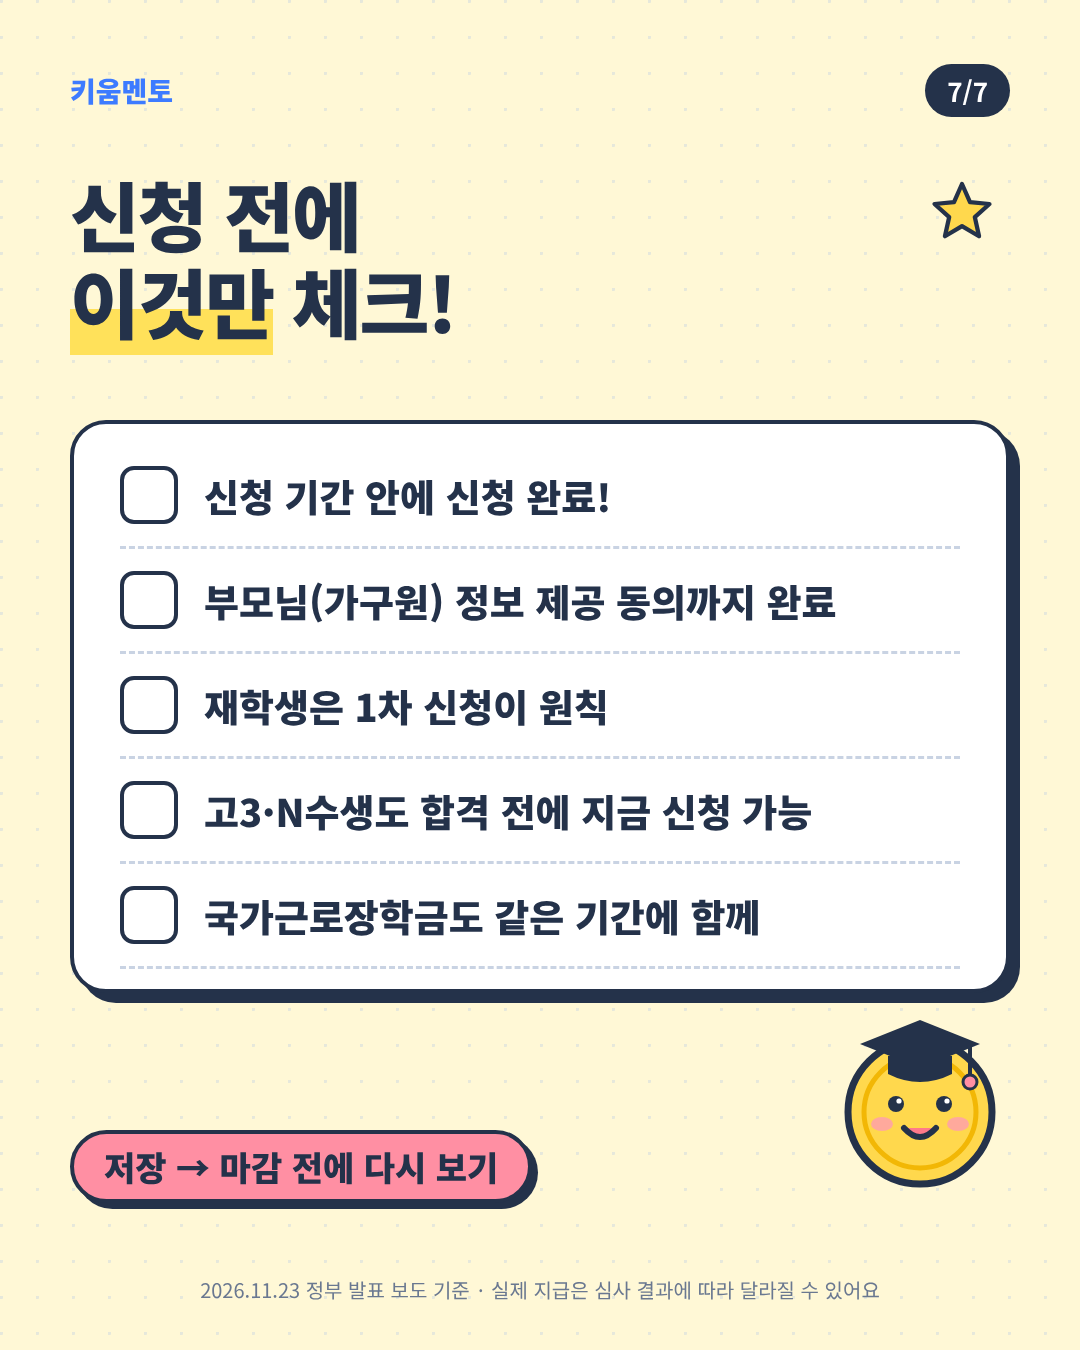 키움멘토
7/7
신청 전에
이것만 체크!
신청 기간 안에 신청 완료!
부모님(가구원) 정보 제공 동의까지 완료
재학생은 1차 신청이 원칙
고3·N수생도 합격 전에 지금 신청 가능
국가근로장학금도 같은 기간에 함께
저장 → 마감 전에 다시 보기
2026.11.23 정부 발표 보도 기준 · 실제 지급은 심사 결과에 따라 달라질 수 있어요